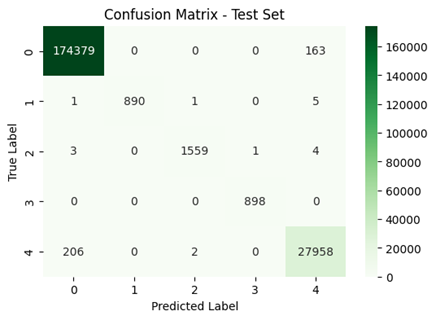 Confusion Matrix - Test Set
0 174379 0 0 0 163
1 1 890 1 0 5
2 3 0 1559 1 4
3 0 0 0 898 0
4 206 0 2 0 27958
0 1 2 3 4
True Label
Predicted Label
160000
140000
120000
100000
80000
60000
40000
20000
0